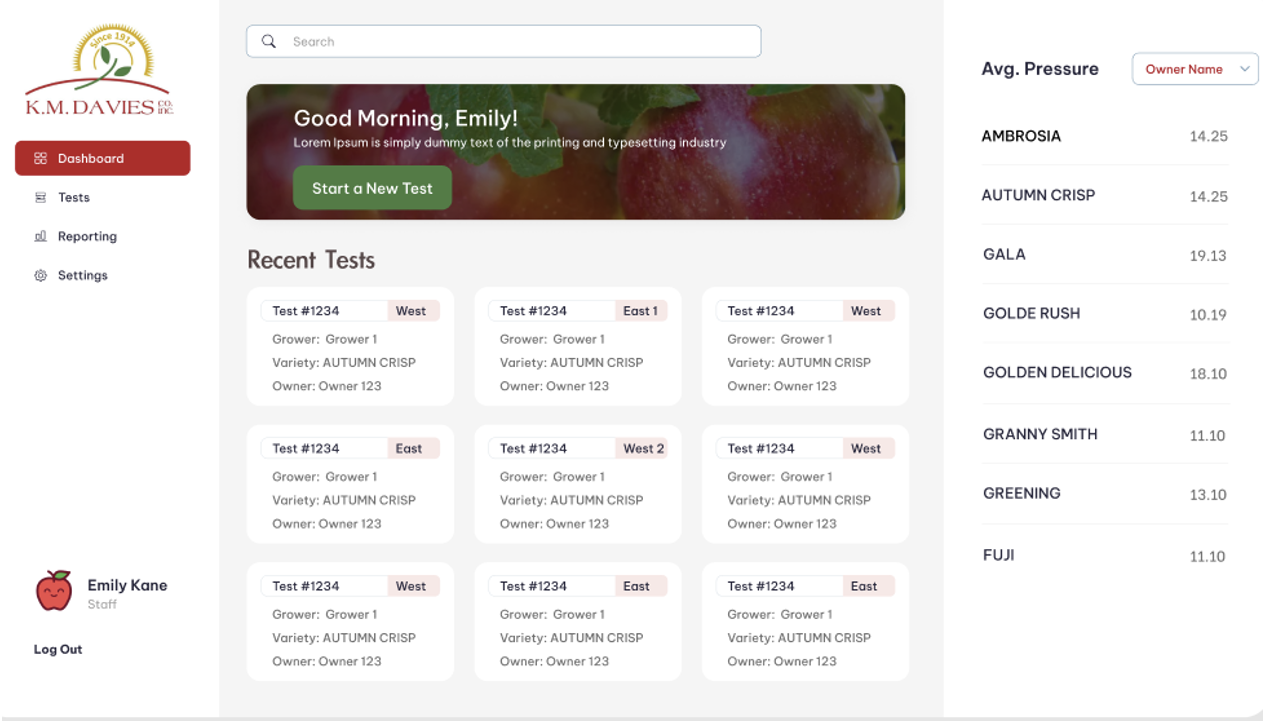 Since 1914
K.M. DAVIES CO. INC.
Dashboard
Tests
Reporting
Settings
Emily Kane
Staff
Log Out
Search
Good Morning, Emily!
Lorem Ipsum is simply dummy text of the printing and typesetting industry
Start a New Test
Recent Tests
Test #1234 West
Grower: Grower 1
Variety: AUTUMN CRISP
Owner: Owner 123
Test #1234 East 1
Grower: Grower 1
Variety: AUTUMN CRISP
Owner: Owner 123
Test #1234 West
Grower: Grower 1
Variety: AUTUMN CRISP
Owner: Owner 123
Test #1234 East
Grower: Grower 1
Variety: AUTUMN CRISP
Owner: Owner 123
Test #1234 West 2
Grower: Grower 1
Variety: AUTUMN CRISP
Owner: Owner 123
Test #1234 West
Grower: Grower 1
Variety: AUTUMN CRISP
Owner: Owner 123
Test #1234 West
Grower: Grower 1
Variety: AUTUMN CRISP
Owner: Owner 123
Test #1234 East
Grower: Grower 1
Variety: AUTUMN CRISP
Owner: Owner 123
Test #1234 East
Grower: Grower 1
Variety: AUTUMN CRISP
Owner: Owner 123
Avg. Pressure Owner Name
AMBROSIA 14.25
AUTUMN CRISP 14.25
GALA 19.13
GOLDE RUSH 10.19
GOLDEN DELICIOUS 18.10
GRANNY SMITH 11.10
GREENING 13.10
FUJI 11.10